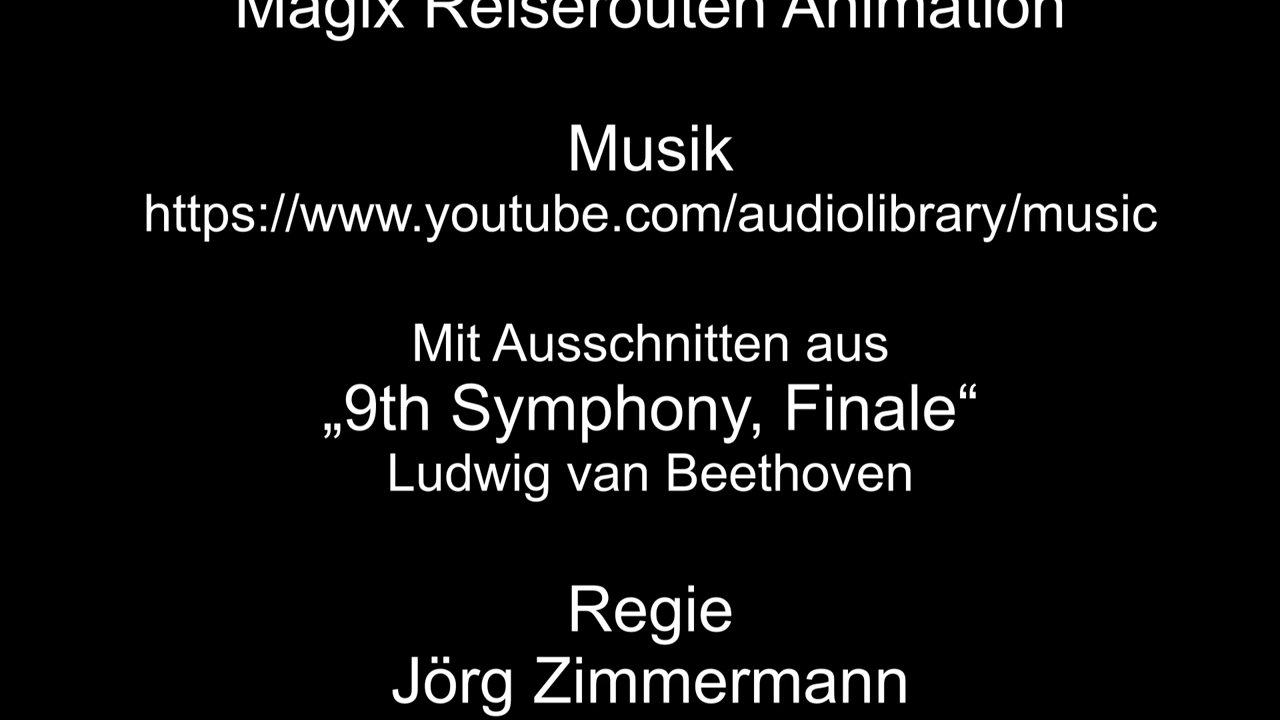 Magix Reiserouten Animation
Musik
https://www.youtube.com/audiolibrary/music
Mit Ausschnitten aus
„9th Symphony, Finale“
Ludwig van Beethoven
Regie
Jörg Zimmermann